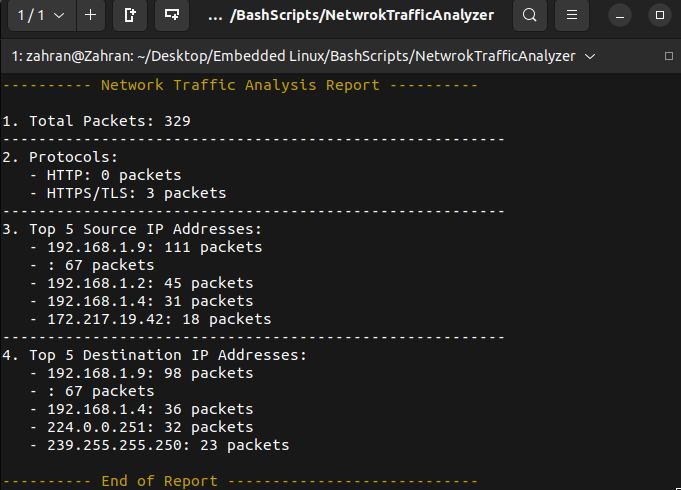 1 / 1
... /BashScripts/NetwrokTrafficAnalyzer
1: zahran@Zahran: ~/Desktop/Embedded Linux/BashScripts/NetwrokTrafficAnalyzer
---------- Network Traffic Analysis Report ----------
1. Total Packets: 329
--------------------------------------------------------
2. Protocols:
- HTTP: 0 packets
- HTTPS/TLS: 3 packets
--------------------------------------------------------
3. Top 5 Source IP Addresses:
- 192.168.1.9: 111 packets
- : 67 packets
- 192.168.1.2: 45 packets
- 192.168.1.4: 31 packets
- 172.217.19.42: 18 packets
--------------------------------------------------------
4. Top 5 Destination IP Addresses:
- 192.168.1.9: 98 packets
- : 67 packets
- 192.168.1.4: 36 packets
- 224.0.0.251: 32 packets
- 239.255.255.250: 23 packets
---------- End of Report ----------------------------